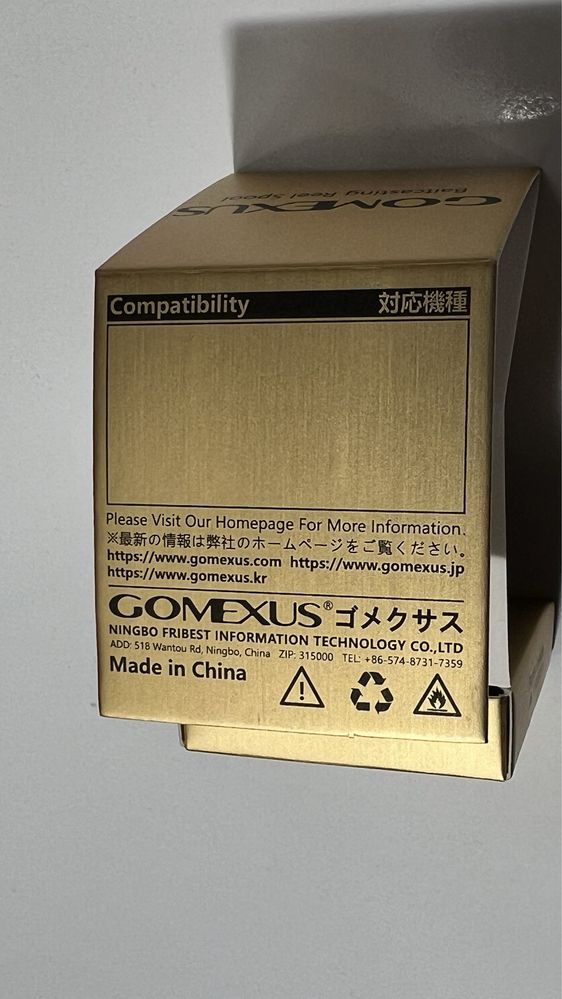 Baitcasting Reel Spool
GOMEXUS
Compatibility 対応機種
Please Visit Our Homepage For More Information.
※最新の情報は弊社のホームページをご覧ください。
https://www.gomexus.com https://www.gomexus.jp
https://www.gomexus.kr
GOMEXUS® ゴメクサス
NINGBO FRIBEST INFORMATION TECHNOLOGY CO.,LTD
ADD: 518 Wantou Rd, Ningbo, China ZIP: 315000 TEL: +86-574-8731-7359
Made in China